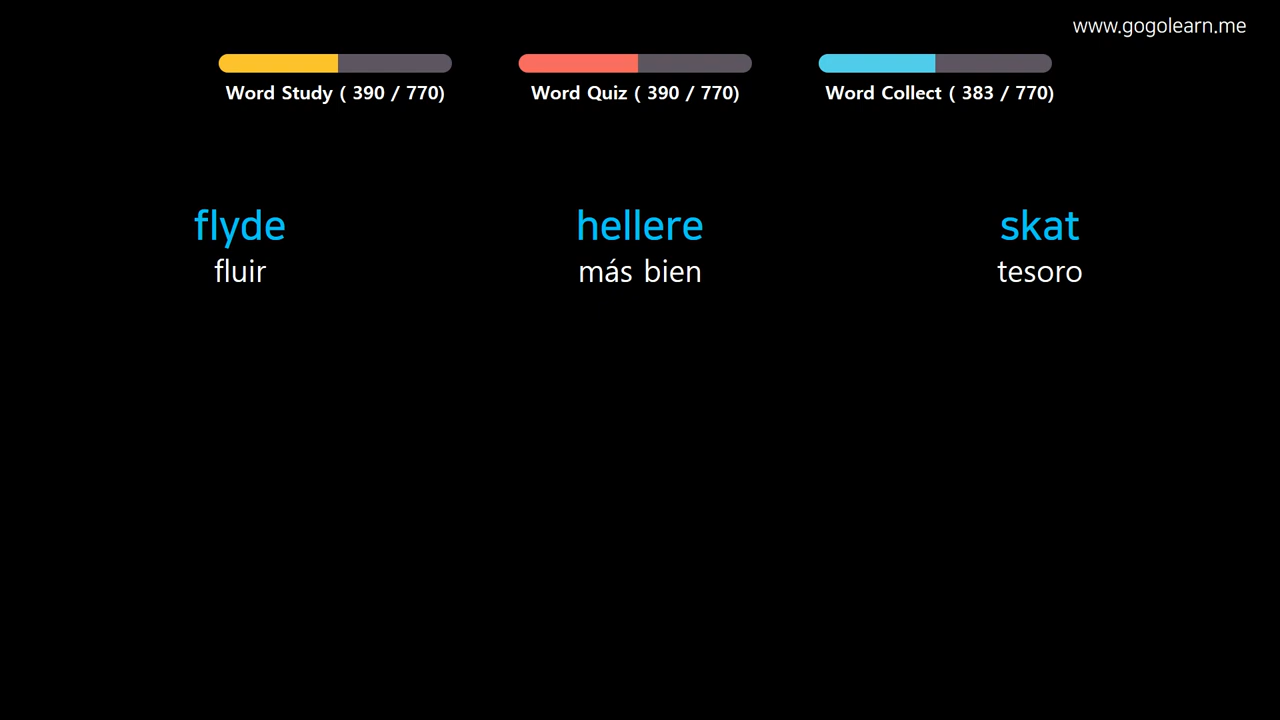 www.gogolearn.me
Word Study ( 390 / 770)
Word Quiz ( 390 / 770)
Word Collect ( 383 / 770)
flyde
fluir
hellere
más bien
skat
tesoro